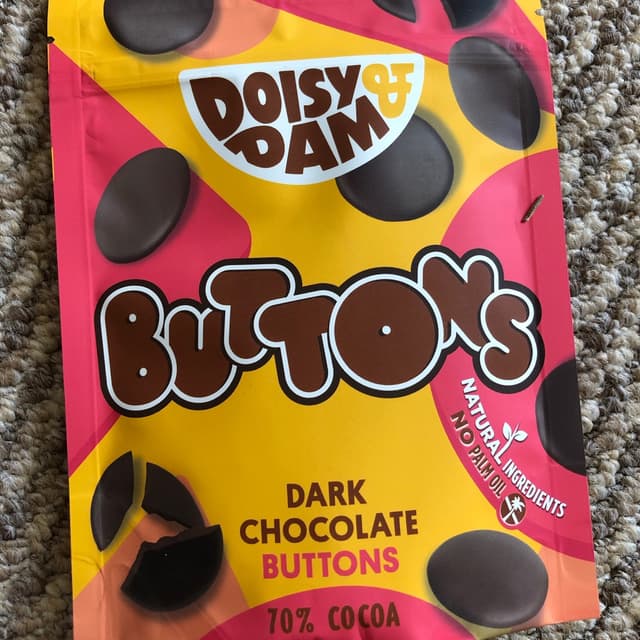 DOISY &
DAM
BUTTONS
NATURAL INGREDIENTS
NO PALM OIL
DARK
CHOCOLATE
BUTTONS
70% COCOA